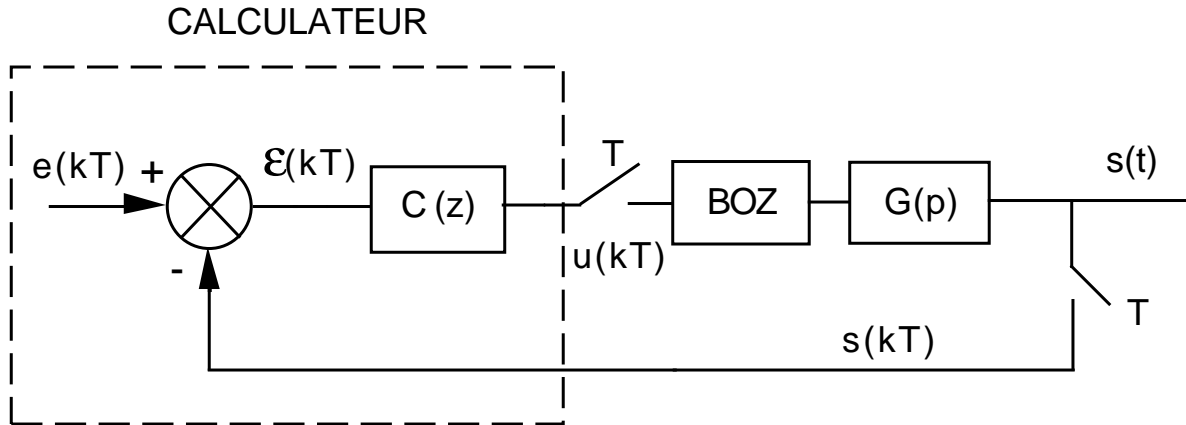 CALCULATEUR
e(kT)
+
ε(kT)
C(z)
T
u(kT)
BOZ
G(p)
s(t)
-
T
s(kT)